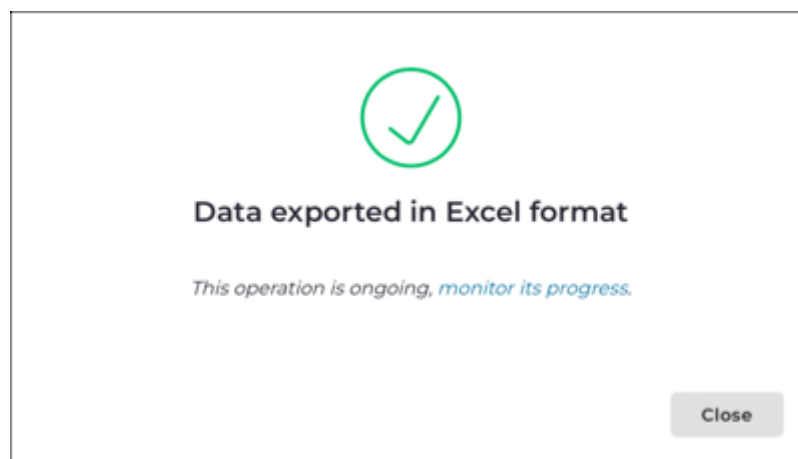 Data exported in Excel format
This operation is ongoing, monitor its progress.
Close